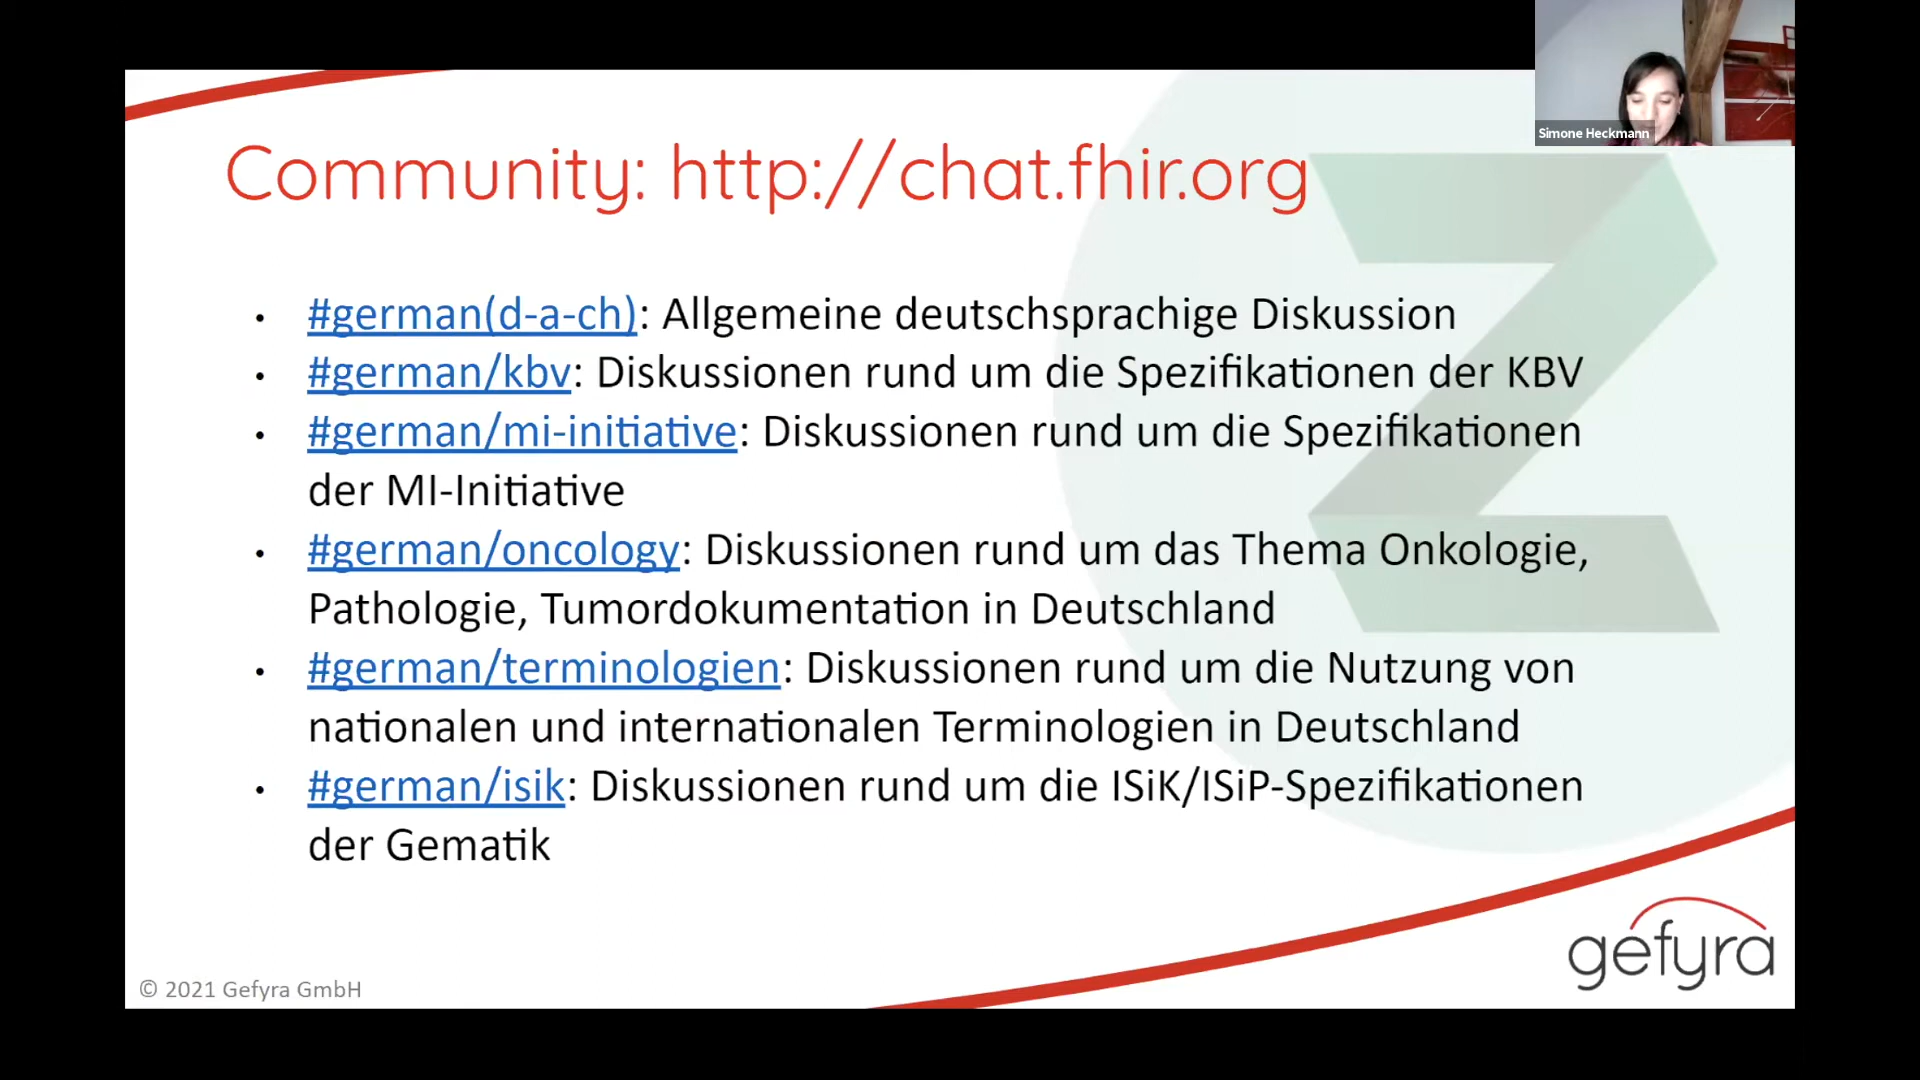 Simone Heckmann
Community: http://chat.fhir.org
• #german(d-a-ch): Allgemeine deutschsprachige Diskussion
• #german/kbv: Diskussionen rund um die Spezifikationen der KBV
• #german/mi-initiative: Diskussionen rund um die Spezifikationen
der MI-Initiative
• #german/oncology: Diskussionen rund um das Thema Onkologie,
Pathologie, Tumordokumentation in Deutschland
• #german/terminologien: Diskussionen rund um die Nutzung von
nationalen und internationalen Terminologien in Deutschland
• #german/isik: Diskussionen rund um die ISiK/ISiP-Spezifikationen
der Gematik
gefyra
© 2021 Gefyra GmbH